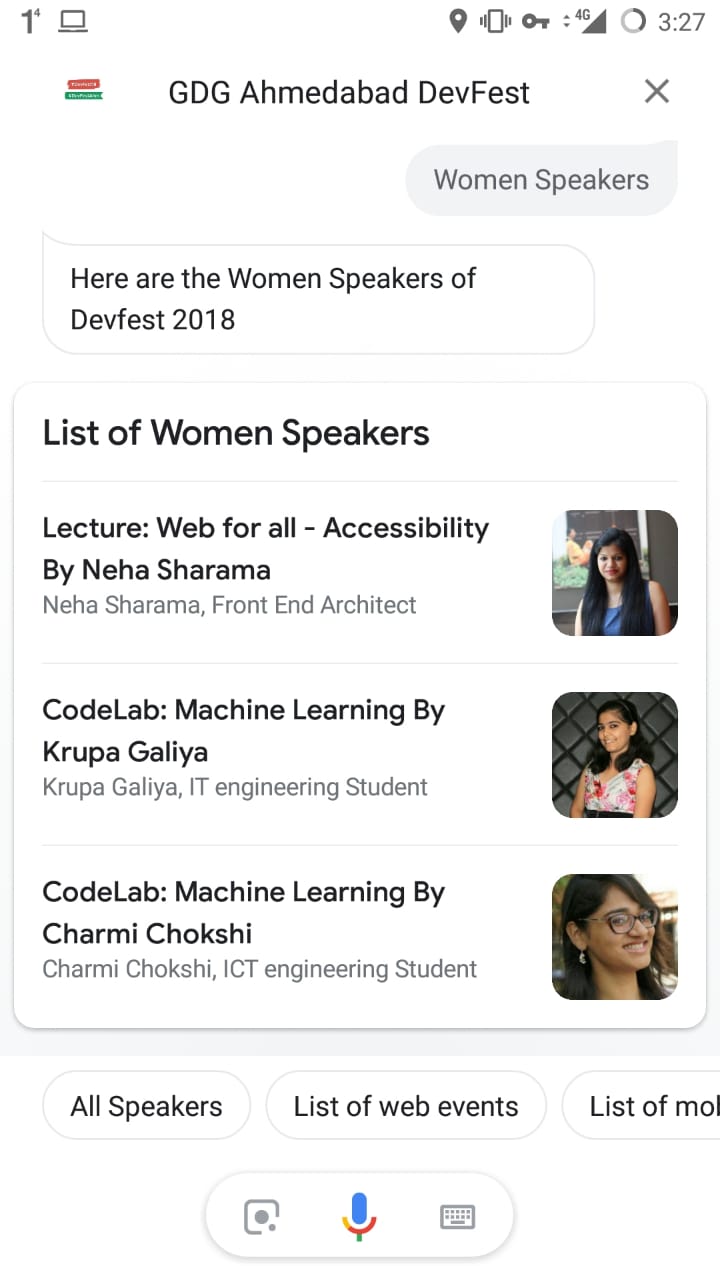 1⁴
4G
3:27
GDG Ahmedabad DevFest
Women Speakers
Here are the Women Speakers of
Devfest 2018
List of Women Speakers
Lecture: Web for all - Accessibility
By Neha Sharama
Neha Sharama, Front End Architect
CodeLab: Machine Learning By
Krupa Galiya
Krupa Galiya, IT engineering Student
CodeLab: Machine Learning By
Charmi Chokshi
Charmi Chokshi, ICT engineering Student
All Speakers
List of web events
List of